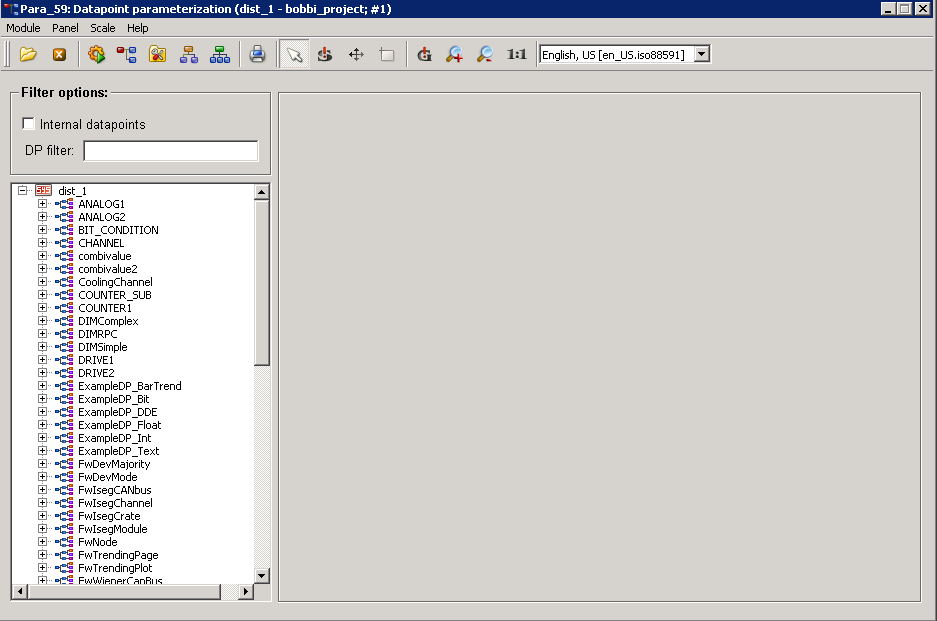 Para_59: Datapoint parameterization (dist_1 - bobbi_project; #1)
Module Panel Scale Help
1:1 English, US [en_US.iso88591]
Filter options:
Internal datapoints
DP filter:
SYS dist_1
ANALOG1
ANALOG2
BIT_CONDITION
CHANNEL
combivalue
combivalue2
CoolingChannel
COUNTER_SUB
COUNTER1
DIMComplex
DIMRPC
DIMSimple
DRIVE1
DRIVE2
ExampleDP_BarTrend
ExampleDP_Bit
ExampleDP_DDE
ExampleDP_Float
ExampleDP_Int
ExampleDP_Text
FwDevMajority
FwDevMode
FwIsegCANbus
FwIsegChannel
FwIsegCrate
FwIsegModule
FwNode
FwTrendingPage
FwTrendingPlot
FwWienerCanBus